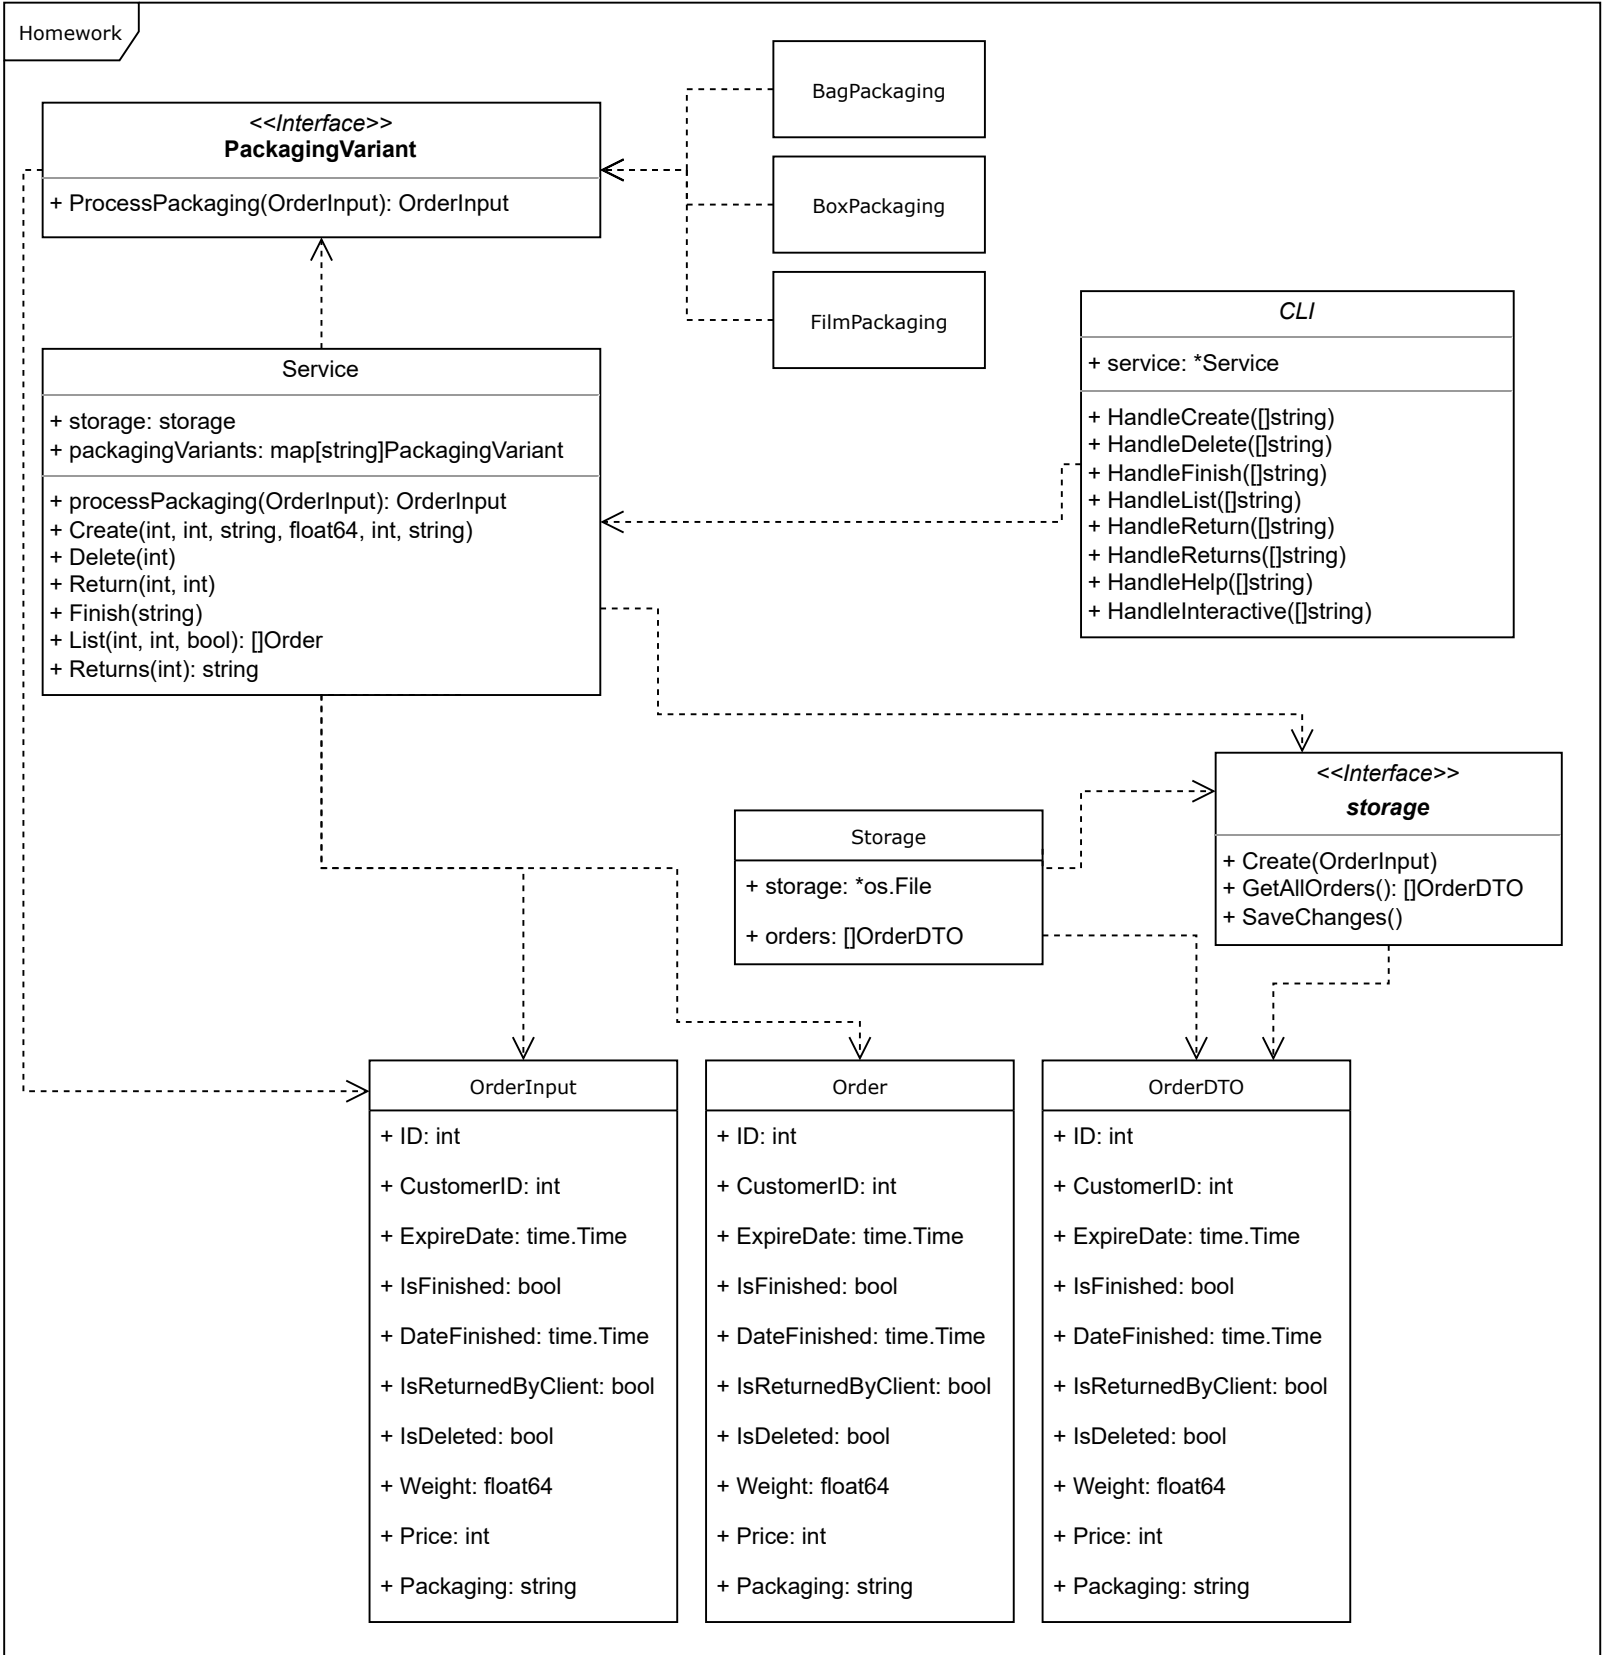 Homework
<<Interface>>
PackagingVariant
+ ProcessPackaging(OrderInput): OrderInput
BagPackaging
BoxPackaging
FilmPackaging
CLI
+ service: *Service
+ HandleCreate([]string)
+ HandleDelete([]string)
+ HandleFinish([]string)
+ HandleList([]string)
+ HandleReturn([]string)
+ HandleReturns([]string)
+ HandleHelp([]string)
+ HandleInteractive([]string)
Service
+ storage: storage
+ packagingVariants: map[string]PackagingVariant
+ processPackaging(OrderInput): OrderInput
+ Create(int, int, string, float64, int, string)
+ Delete(int)
+ Return(int, int)
+ Finish(string)
+ List(int, int, bool): []Order
+ Returns(int): string
<<Interface>>
storage
+ Create(OrderInput)
+ GetAllOrders(): []OrderDTO
+ SaveChanges()
Storage
+ storage: *os.File
+ orders: []OrderDTO
OrderInput
+ ID: int
+ CustomerID: int
+ ExpireDate: time.Time
+ IsFinished: bool
+ DateFinished: time.Time
+ IsReturnedByClient: bool
+ IsDeleted: bool
+ Weight: float64
+ Price: int
+ Packaging: string
Order
+ ID: int
+ CustomerID: int
+ ExpireDate: time.Time
+ IsFinished: bool
+ DateFinished: time.Time
+ IsReturnedByClient: bool
+ IsDeleted: bool
+ Weight: float64
+ Price: int
+ Packaging: string
OrderDTO
+ ID: int
+ CustomerID: int
+ ExpireDate: time.Time
+ IsFinished: bool
+ DateFinished: time.Time
+ IsReturnedByClient: bool
+ IsDeleted: bool
+ Weight: float64
+ Price: int
+ Packaging: string